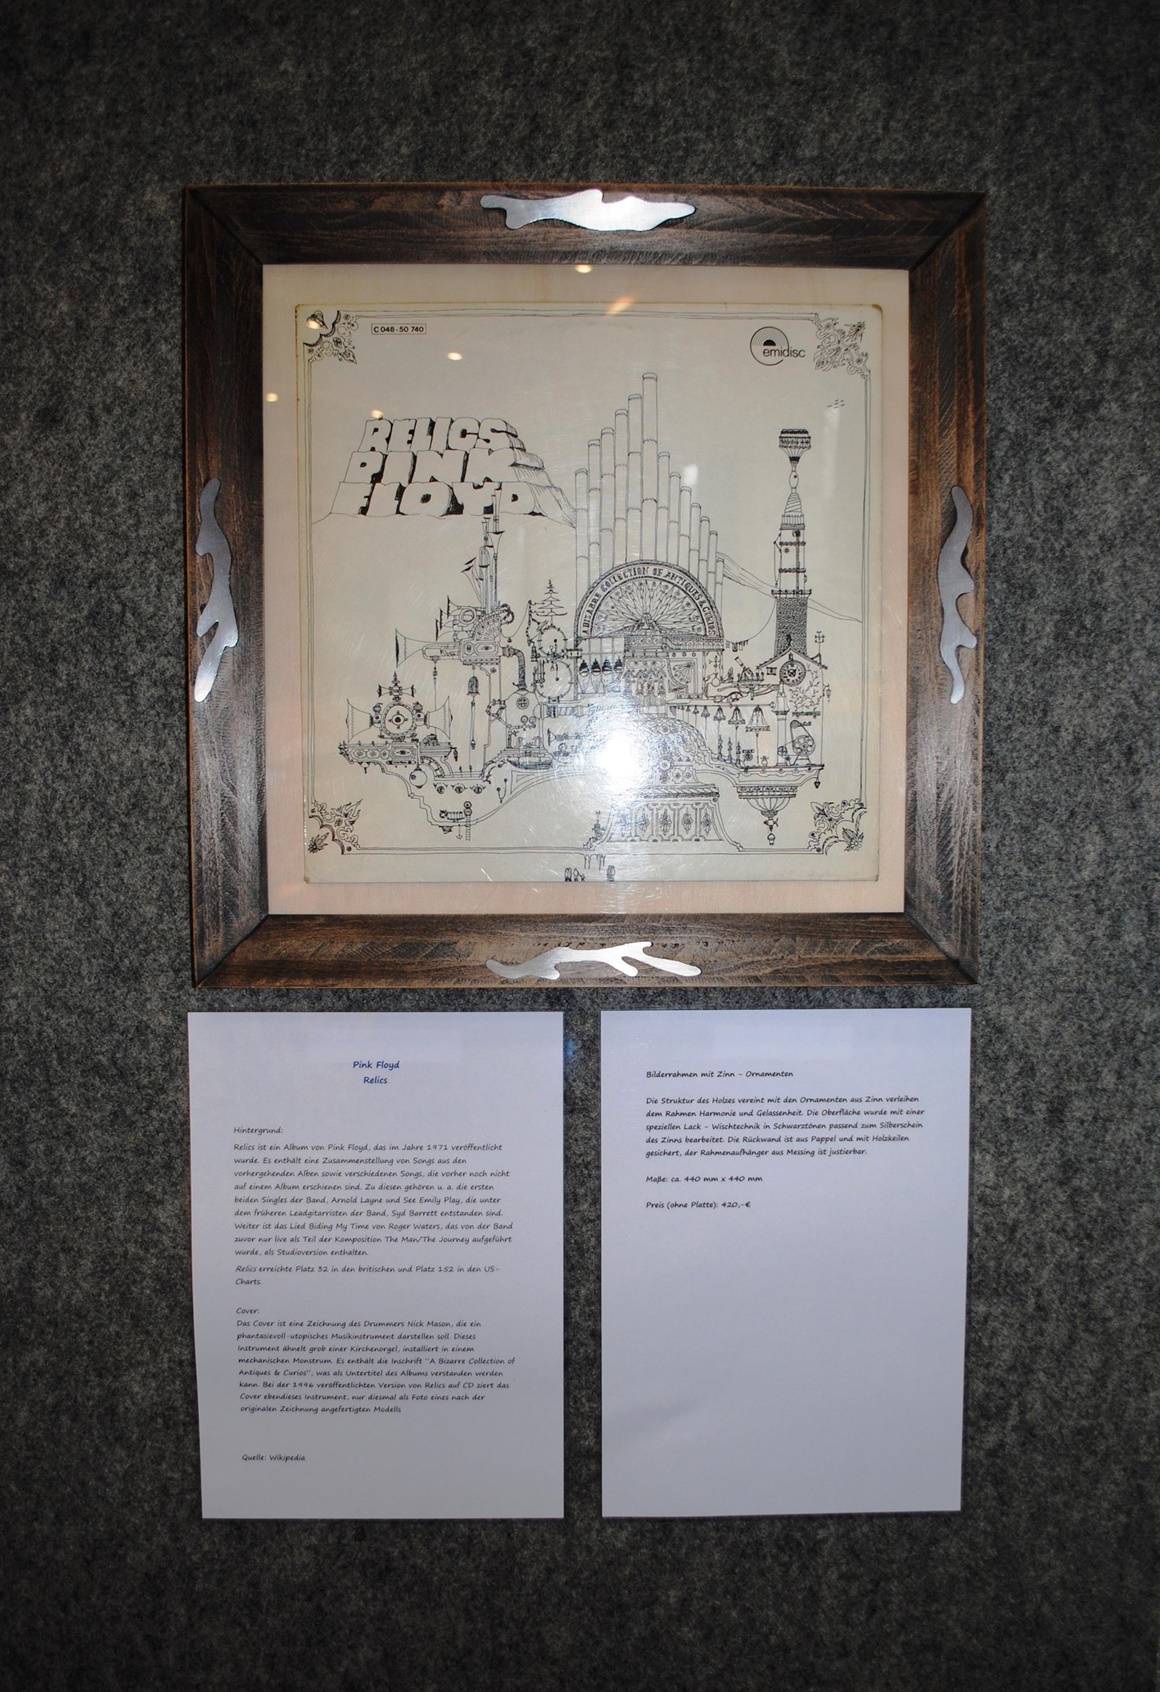 C 048 - 50 740
emidisc
RELICS
PINK
FLOYD
A BIZARRE COLLECTION OF ANTIQUES & CURIOS
Pink Floyd
Relics
Hintergrund:
Relics ist ein Album von Pink Floyd, das im Jahre 1971 veröffentlicht
wurde. Es enthält eine Zusammenstellung von Songs aus den
vorhergehenden Alben sowie verschiedenen Songs, die vorher noch nicht
auf einem Album erschienen sind. Zu diesen gehören u. a. die ersten
beiden Singles der Band, Arnold Layne und See Emily Play, die unter
dem früheren Leadgitarristen der Band, Syd Barrett entstanden sind.
Weiter ist das Lied Biding My Time von Roger Waters, das von der Band
zuvor nur live als Teil der Komposition The Man/The Journey aufgeführt
wurde, als Studioversion enthalten.
Relics erreichte Platz 32 in den britischen und Platz 152 in den US-
Charts.
Cover:
Das Cover ist eine Zeichnung des Drummers Nick Mason, die ein
phantasievoll-utopisches Musikinstrument darstellen soll. Dieses
Instrument ähnelt grob einer Kirchenorgel, installiert in einem
mechanischen Monstrum. Es enthält die Inschrift "A Bizarre Collection of
Antiques & Curios", was als Untertitel des Albums verstanden werden
kann. Bei der 1996 veröffentlichten Version von Relics auf CD ziert das
Cover ebendieses Instrument, nur diesmal als Foto eines nach der
originalen Zeichnung angefertigten Modells
Quelle: Wikipedia
Bilderrahmen mit Zinn - Ornamenten
Die Struktur des Holzes vereint mit den Ornamenten aus Zinn verleihen
dem Rahmen Harmonie und Gelassenheit. Die Oberfläche wurde mit einer
speziellen Lack - Wischtechnik in Schwarztönen passend zum Silberschein
des Zinns bearbeitet. Die Rückwand ist aus Pappel und mit Holzkeilen
gesichert, der Rahmenaufhänger aus Messing ist justierbar.
Maße: ca. 440 mm x 440 mm
Preis (ohne Platte): 420,-€